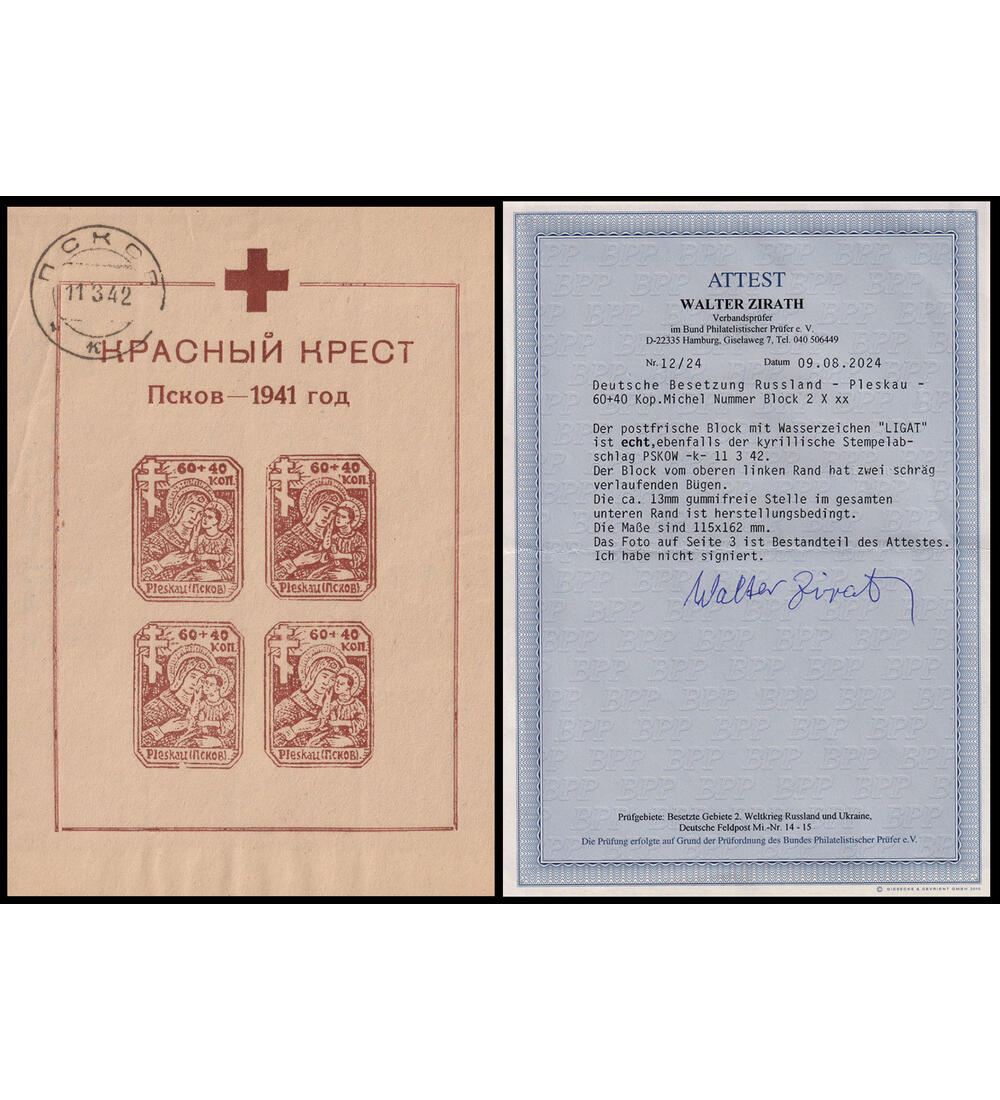 ПСКОВ
11 3 42
к
КРАСНЫЙ КРЕСТ
Псков — 1941 год
60+40
КОП.
Pleskau (Псков).
60+40
КОП.
Pleskau (Псков).
60+40
КОП.
Pleskau (Псков).
60+40
КОП.
Pleskau (Псков).
ATTEST
WALTER ZIRATH
Verbandsprüfer
im Bund Philatelistischer Prüfer e. V.
D-22335 Hamburg, Giselaweg 7, Tel. 040 506449
Nr. 12/24 Datum 09.08.2024
Deutsche Besetzung Russland - Pleskau -
60+40 Kop.Michel Nummer Block 2 X xx
Der postfrische Block mit Wasserzeichen "LIGAT"
ist echt,ebenfalls der kyrillische Stempelab-
schlag PSKOW -k- 11 3 42.
Der Block vom oberen linken Rand hat zwei schräg
verlaufenden Bügen.
Die ca. 13mm gummifreie Stelle im gesamten
unteren Rand ist herstellungsbedingt.
Die Maße sind 115x162 mm.
Das Foto auf Seite 3 ist Bestandteil des Attestes.
Ich habe nicht signiert.
Walter Zirath
Prüfgebiete: Besetzte Gebiete 2. Weltkrieg Russland und Ukraine,
Deutsche Feldpost Mi.-Nr. 14 - 15
Die Prüfung erfolgte auf Grund der Prüfordnung des Bundes Philatelistischer Prüfer e.V.
© GIESECKE & DEVRIENT GMBH 2010